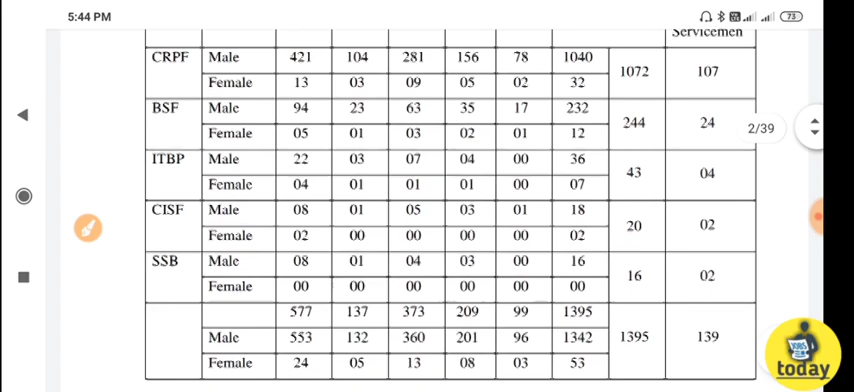 5:44 PM 73
Servicemen
CRPF Male 421 104 281 156 78 1040 1072 107
Female 13 03 09 05 02 32
BSF Male 94 23 63 35 17 232 244 24
Female 05 01 03 02 01 12
2/39
ITBP Male 22 03 07 04 00 36 43 04
Female 04 01 01 01 00 07
CISF Male 08 01 05 03 01 18 20 02
Female 02 00 00 00 00 02
SSB Male 08 01 04 03 00 16 16 02
Female 00 00 00 00 00 00
577 137 373 209 99 1395
Male 553 132 360 201 96 1342 1395 139
Female 24 05 13 08 03 53
JOBS
today